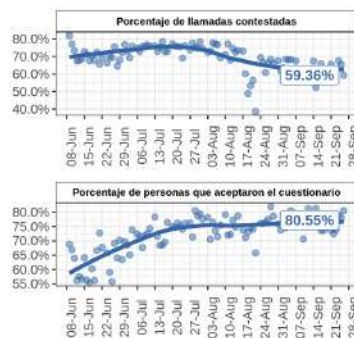 Porcentaje de llamadas contestadas
80.0%
70.0%
60.0%
50.0%
40.0%
59.36%
08-Jun
15-Jun
22-Jun
29-Jun
06-Jul
13-Jul
20-Jul
27-Jul
03-Aug
10-Aug
17-Aug
24-Aug
31-Aug
07-Sep
14-Sep
21-Sep
28-Sep
Porcentaje de personas que aceptaron el cuestionario
80.0%
75.0%
70.0%
65.0%
60.0%
55.0%
80.55%
08-Jun
15-Jun
22-Jun
29-Jun
06-Jul
13-Jul
20-Jul
27-Jul
03-Aug
10-Aug
17-Aug
24-Aug
31-Aug
07-Sep
14-Sep
21-Sep
28-Sep